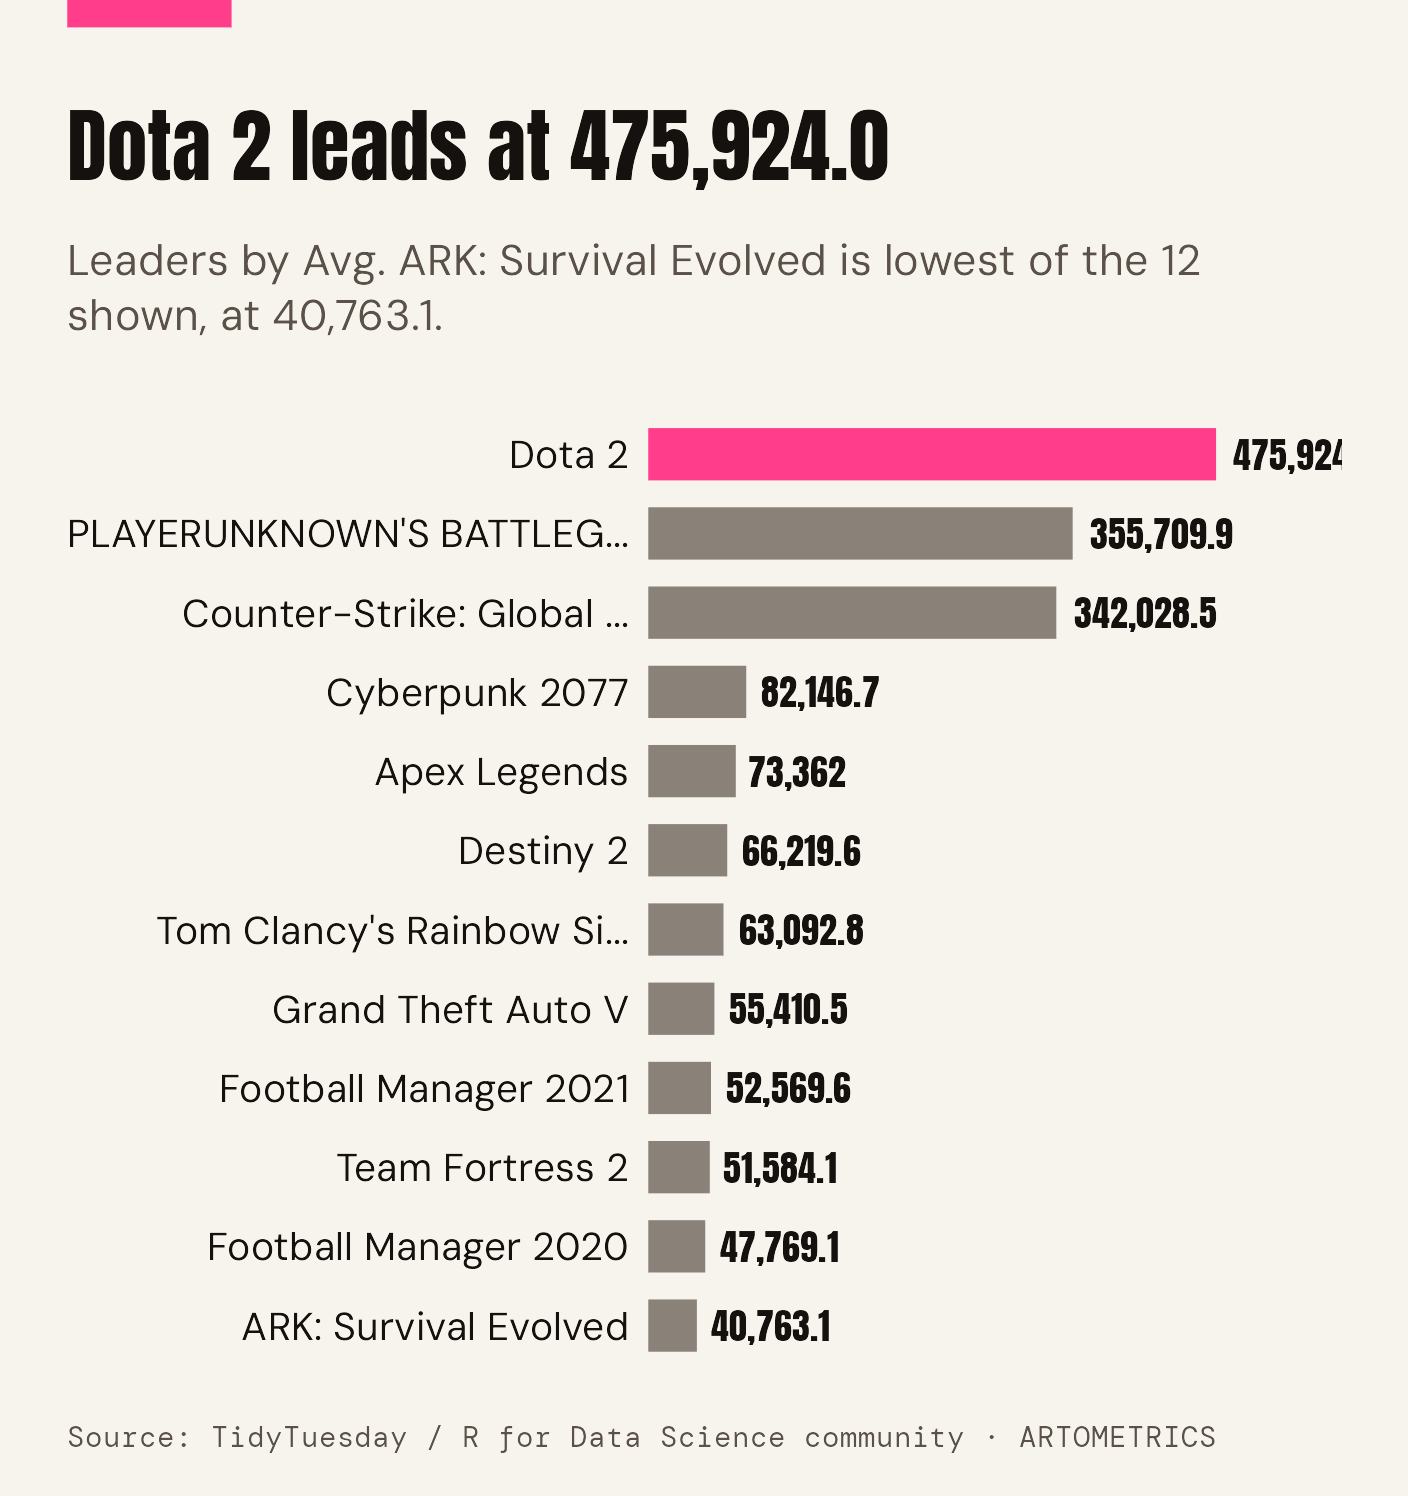 Dota 2 leads at 475,924.0
Leaders by Avg. ARK: Survival Evolved is lowest of the 12
shown, at 40,763.1.
Dota 2 475,924
PLAYERUNKNOWN'S BATTLEG... 355,709.9
Counter-Strike: Global ... 342,028.5
Cyberpunk 2077 82,146.7
Apex Legends 73,362
Destiny 2 66,219.6
Tom Clancy's Rainbow Si... 63,092.8
Grand Theft Auto V 55,410.5
Football Manager 2021 52,569.6
Team Fortress 2 51,584.1
Football Manager 2020 47,769.1
ARK: Survival Evolved 40,763.1
Source: TidyTuesday / R for Data Science community · ARTOMETRICS